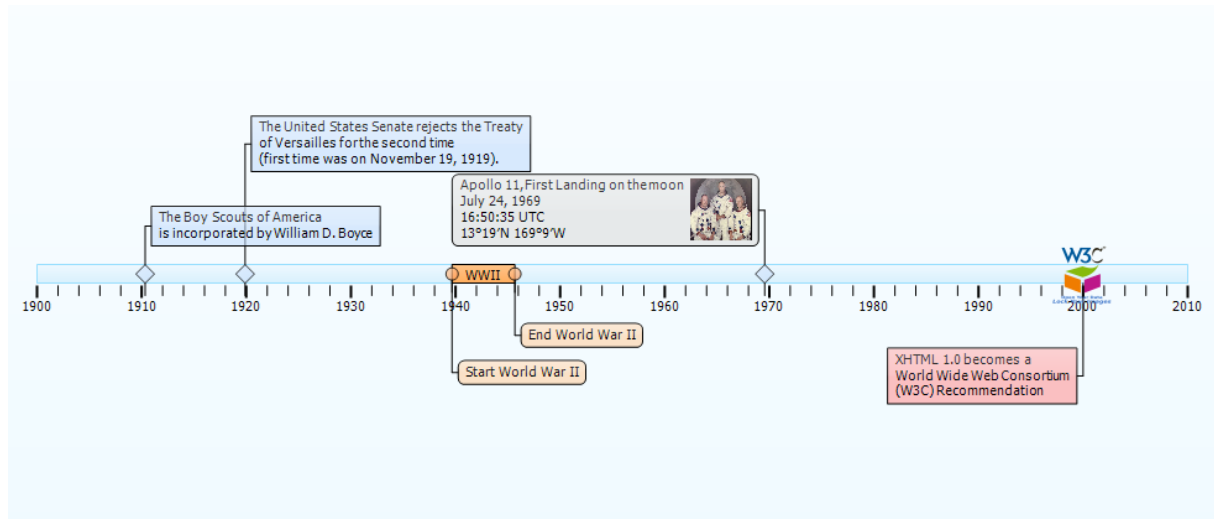 The United States Senate rejects the Treaty
of Versailles forthe second time
(first time was on November 19, 1919).
Apollo 11,First Landing on themoon
July 24, 1969
16:50:35 UTC
13°19'N 169°9'W
The Boy Scouts of America
is incorporated by William D. Boyce
W3C
WWII
1900 1910 1920 1930 1940 1950 1960 1970 1980 1990 2000 2010
End World War II
Start World War II
XHTML 1.0 becomes a
World Wide Web Consortium
(W3C) Recommendation